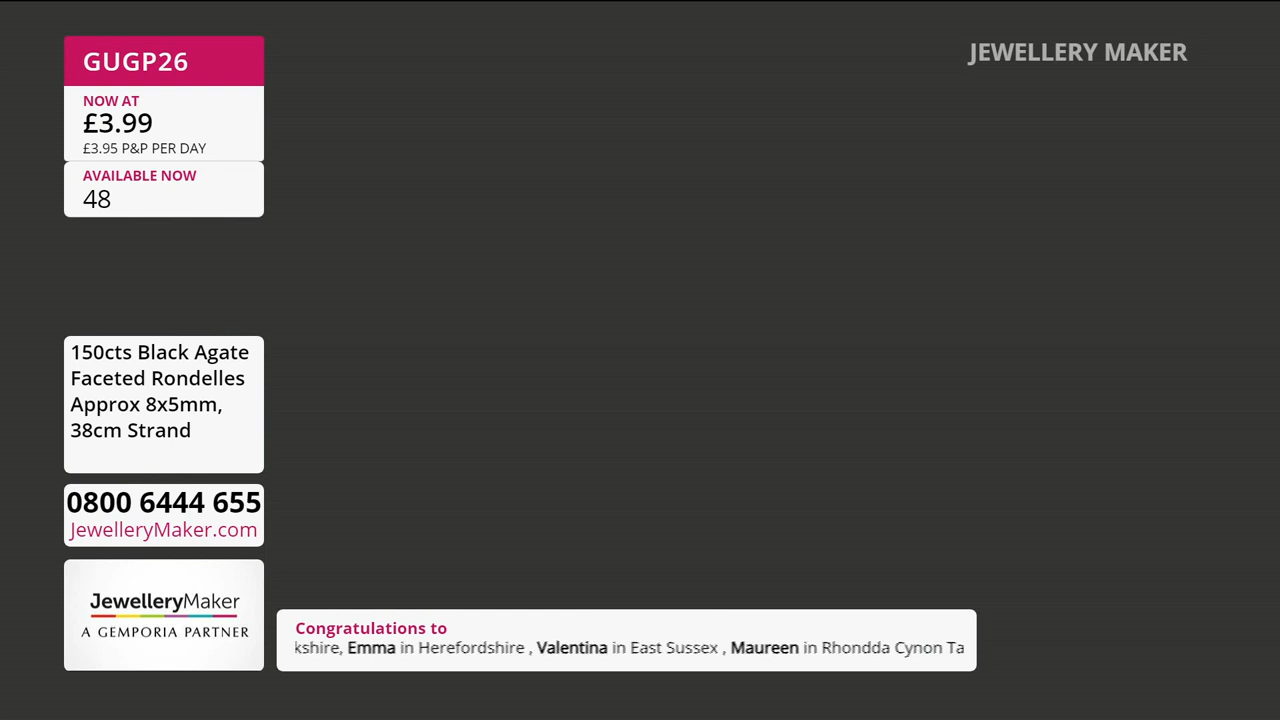 GUGP26
NOW AT
£3.99
£3.95 P&P PER DAY
AVAILABLE NOW
48
JEWELLERY MAKER
150cts Black Agate
Faceted Rondelles
Approx 8x5mm,
38cm Strand
0800 6444 655
JewelleryMaker.com
JewelleryMaker
A GEMPORIA PARTNER
Congratulations to
kshire, Emma in Herefordshire , Valentina in East Sussex , Maureen in Rhondda Cynon Ta